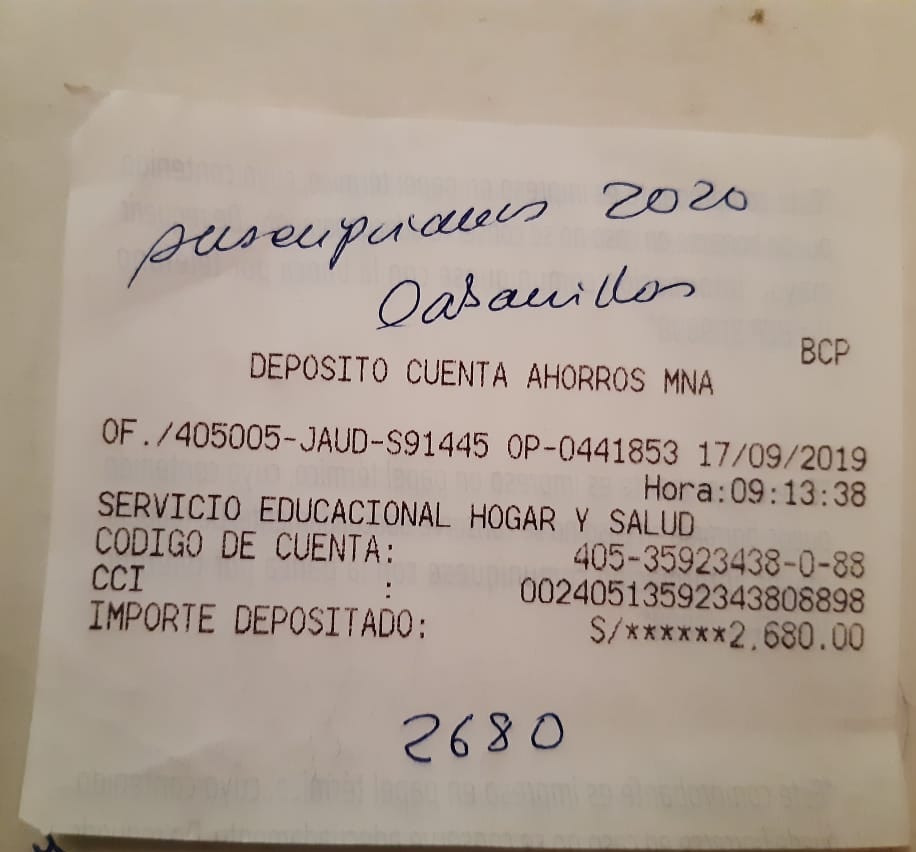 suscripciones 2020
Cabanillas
BCP
DEPOSITO CUENTA AHORROS MNA
OF./405005-JAUD-S91445 OP-0441853 17/09/2019
Hora:09:13:38
SERVICIO EDUCACIONAL HOGAR Y SALUD
CODIGO DE CUENTA: 405-35923438-0-88
CCI : 00240513592343808898
IMPORTE DEPOSITADO: S/******2,680.00
2680